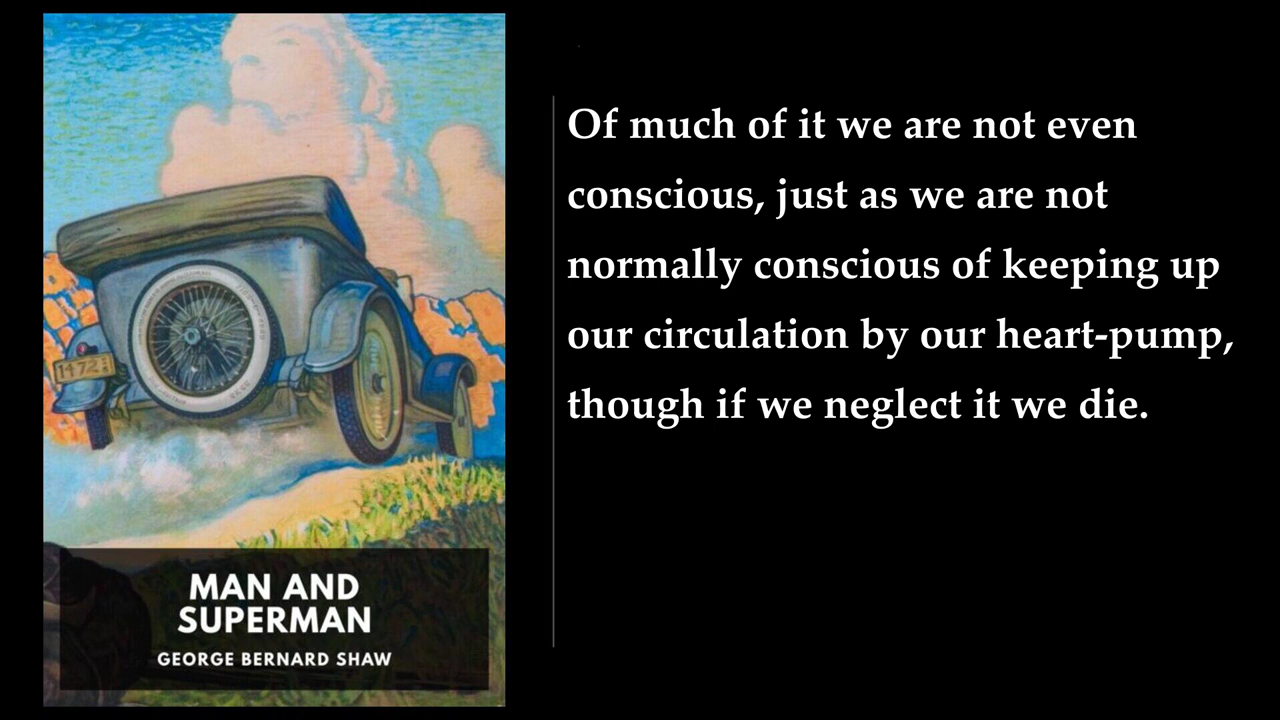 Of much of it we are not even
conscious, just as we are not
normally conscious of keeping up
our circulation by our heart-pump,
though if we neglect it we die.
1472
MAN AND
SUPERMAN
GEORGE BERNARD SHAW